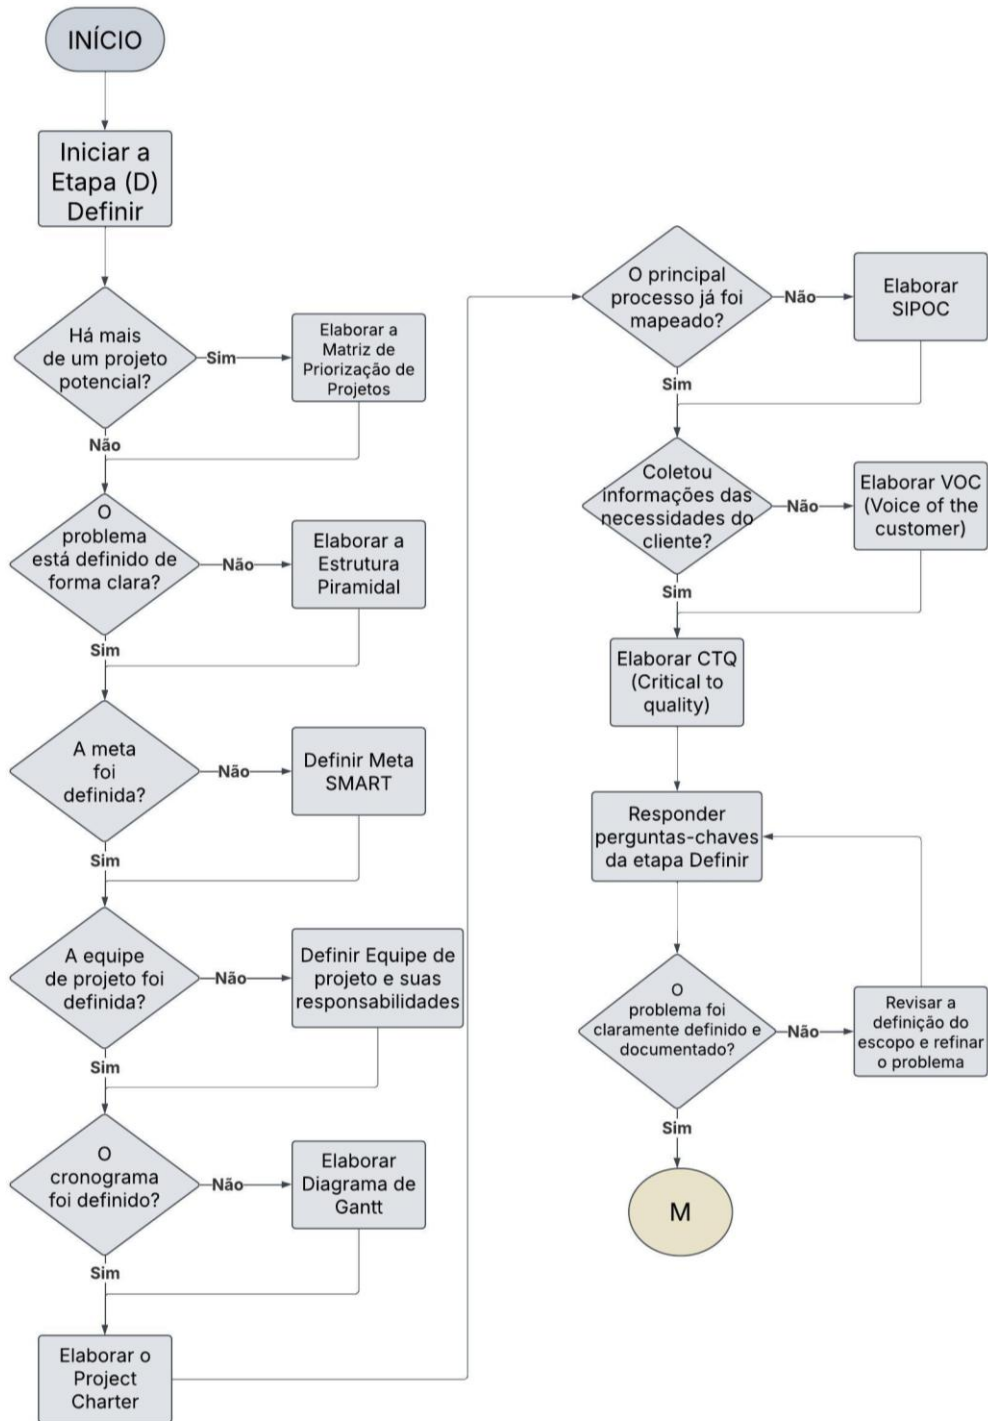 INÍCIO
Iniciar a
Etapa (D)
Definir
Há mais
de um projeto
potencial?
Sim
Elaborar a
Matriz de
Priorização de
Projetos
Não
O
problema
está definido de
forma clara?
Não
Elaborar a
Estrutura
Piramidal
Sim
A meta
foi
definida?
Não
Definir Meta
SMART
Sim
A equipe
de projeto foi
definida?
Não
Definir Equipe de
projeto e suas
responsabilidades
Sim
O
cronograma
foi definido?
Não
Elaborar
Diagrama de
Gantt
Sim
Elaborar o
Project
Charter
O principal
processo já foi
mapeado?
Não
Elaborar
SIPOC
Sim
Coletou
informações das
necessidades do
cliente?
Não
Elaborar VOC
(Voice of the
customer)
Sim
Elaborar CTQ
(Critical to
quality)
Responder
perguntas-chaves
da etapa Definir
O
problema foi
claramente definido e
documentado?
Não
Revisar a
definição do
escopo e refinar
o problema
Sim
M